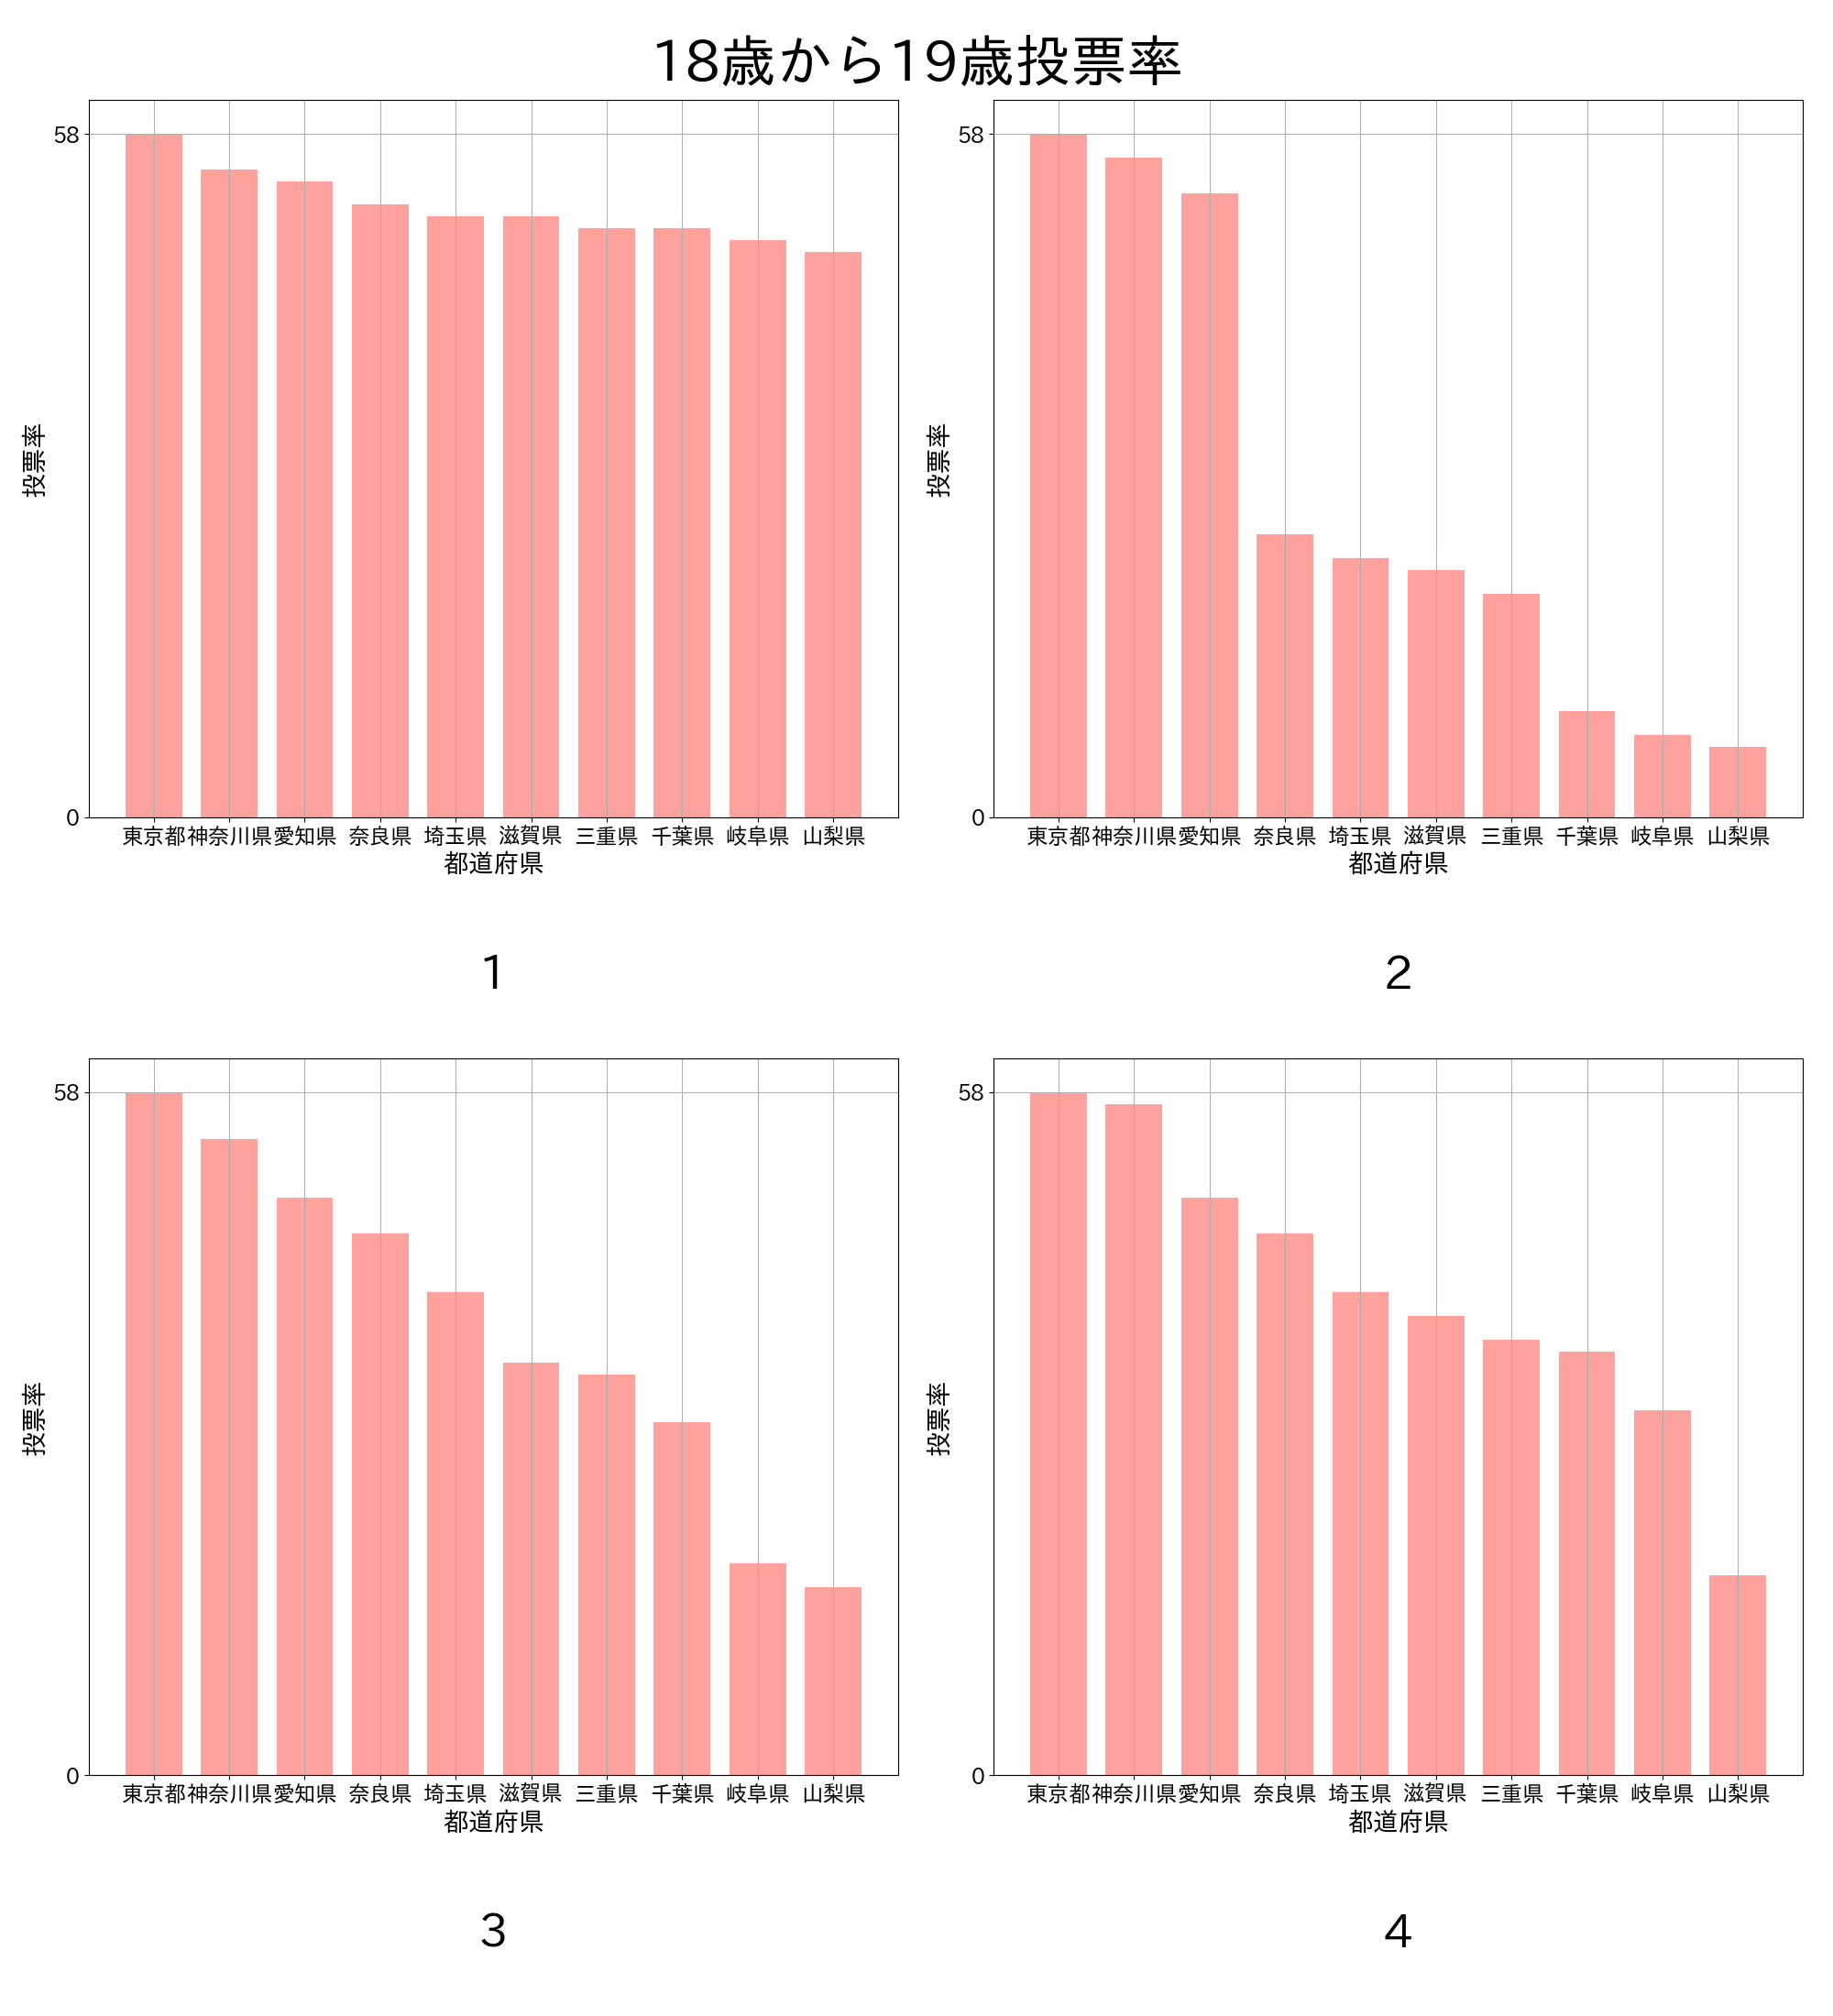 18歳から19歳投票率
58
0
投票率
東京都 神奈川県 愛知県 奈良県 埼玉県 滋賀県 三重県 千葉県 岐阜県 山梨県
都道府県
1
58
0
投票率
東京都 神奈川県 愛知県 奈良県 埼玉県 滋賀県 三重県 千葉県 岐阜県 山梨県
都道府県
2
58
0
投票率
東京都 神奈川県 愛知県 奈良県 埼玉県 滋賀県 三重県 千葉県 岐阜県 山梨県
都道府県
3
58
0
投票率
東京都 神奈川県 愛知県 奈良県 埼玉県 滋賀県 三重県 千葉県 岐阜県 山梨県
都道府県
4